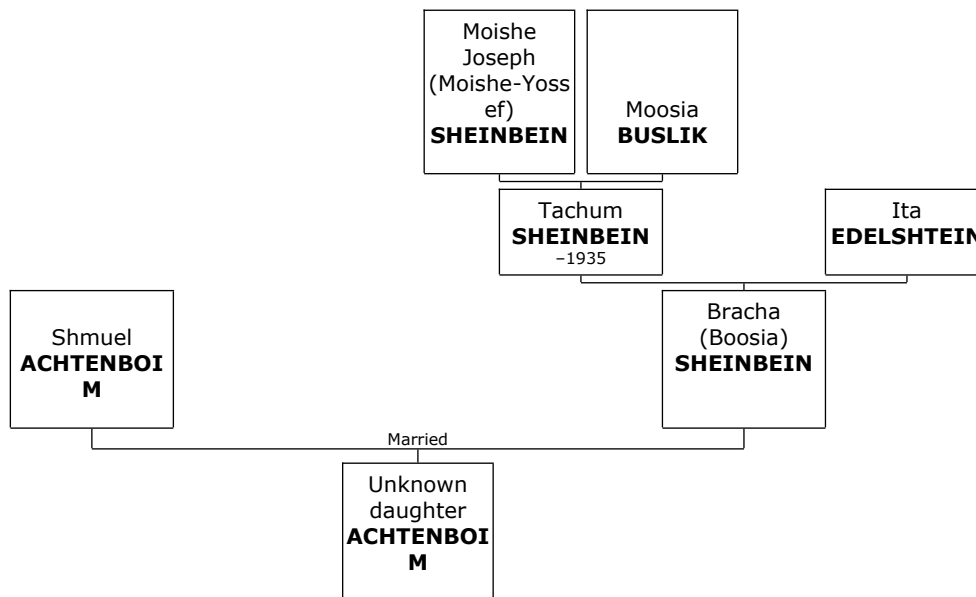 Moishe
Joseph
(Moishe-Yoss
ef)
SHEINBEIN
Moosia
BUSLIK
Tachum
SHEINBEIN
–1935
Ita
EDELSHTEIN
Shmuel
ACHTENBOI
M
Bracha
(Boosia)
SHEINBEIN
Married
Unknown
daughter
ACHTENBOI
M